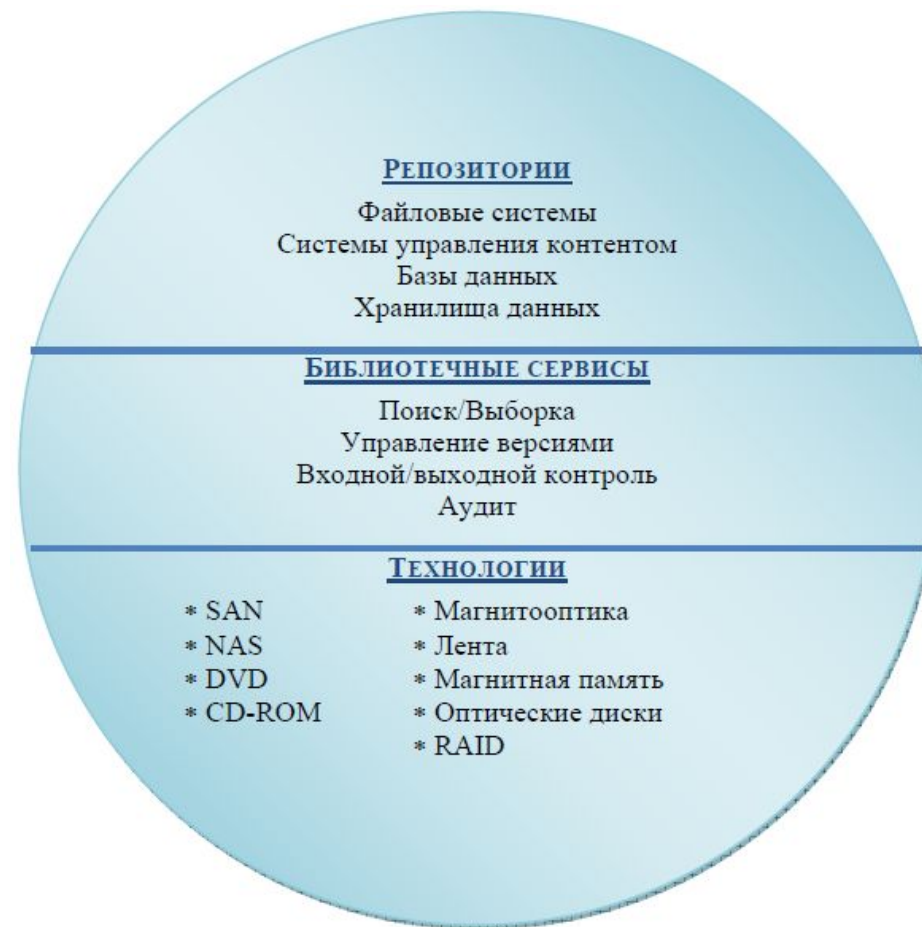 РЕПОЗИТОРИИ
Файловые системы
Системы управления контентом
Базы данных
Хранилища данных
БИБЛИОТЕЧНЫЕ СЕРВИСЫ
Поиск/Выборка
Управление версиями
Входной/выходной контроль
Аудит
ТЕХНОЛОГИИ
* SAN
* NAS
* DVD
* CD-ROM
* Магнитооптика
* Лента
* Магнитная память
* Оптические диски
* RAID